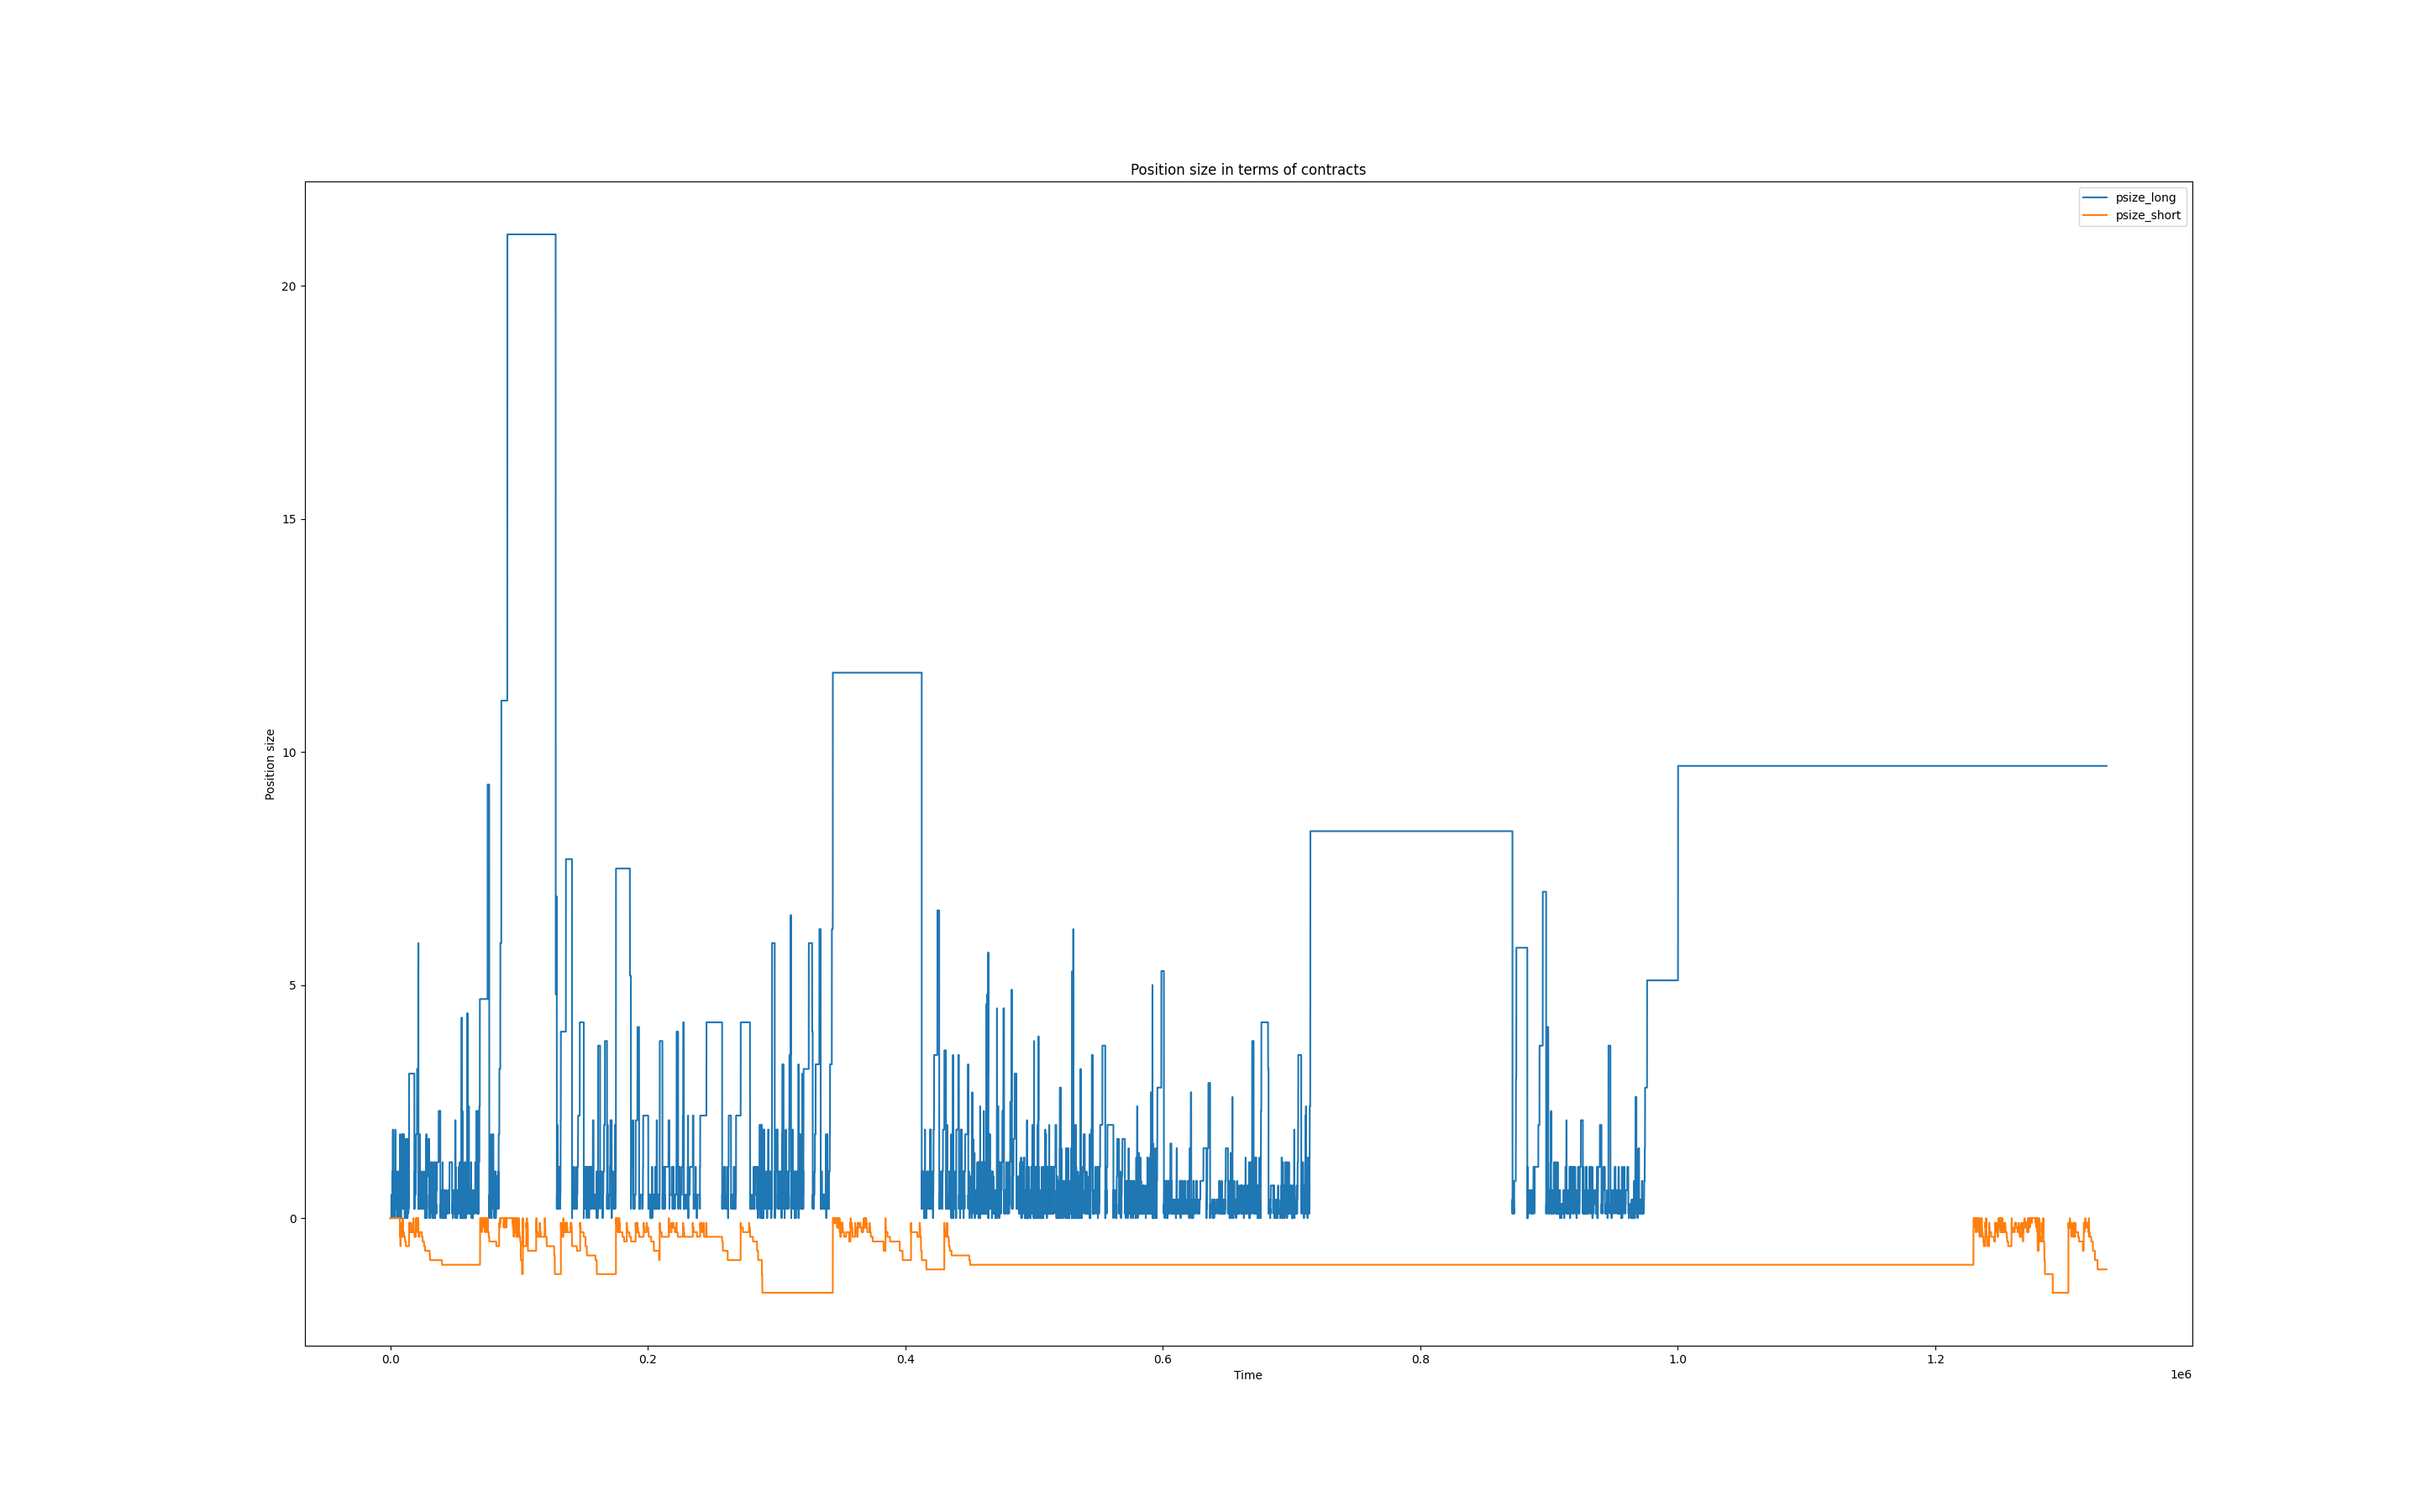 Position size in terms of contracts
psize_long
psize_short
Position size
20
15
10
5
0
0.0 0.2 0.4 0.6 0.8 1.0 1.2
Time
1e6